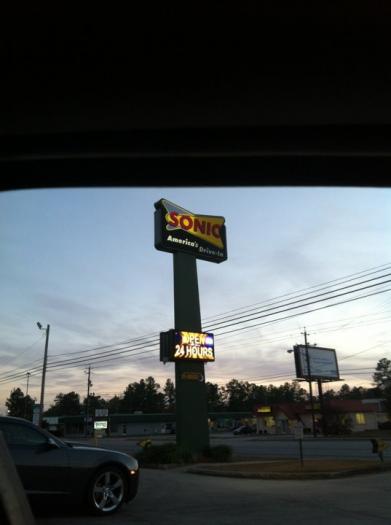 SONIC
America's Drive-In
OPEN
24 HOURS